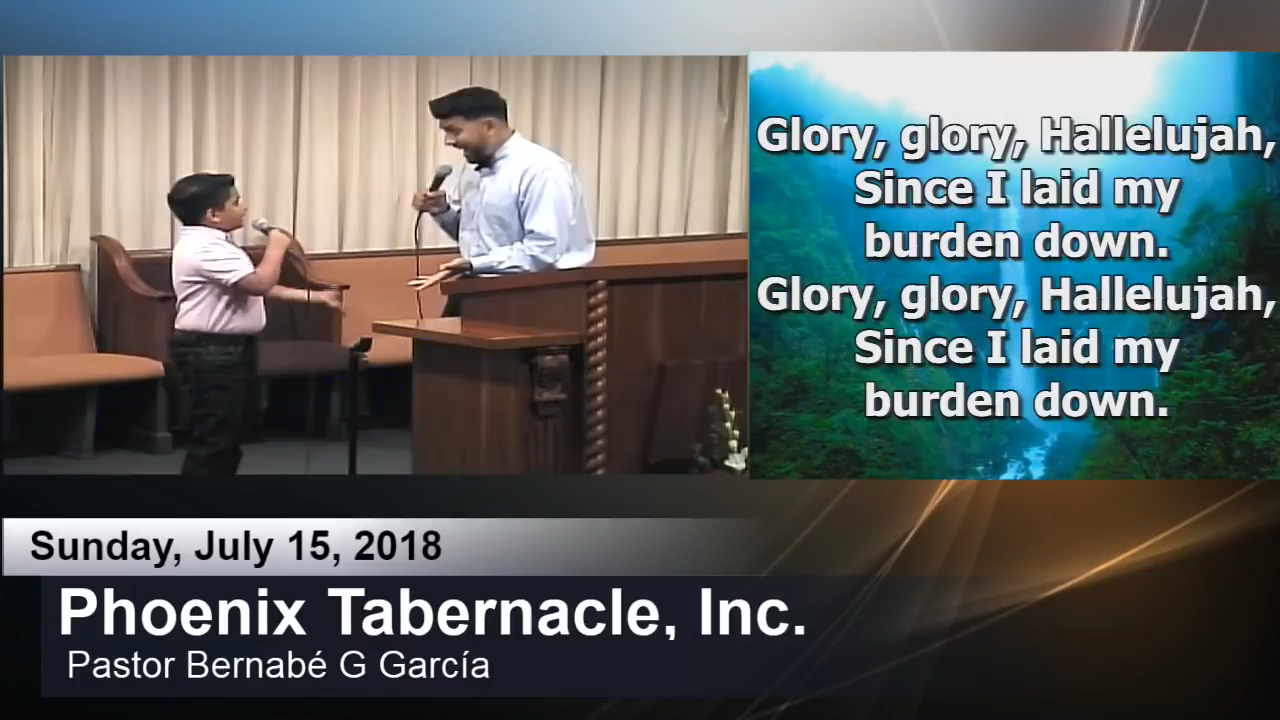 Glory, glory, Hallelujah,
Since I laid my
burden down.
Glory, glory, Hallelujah,
Since I laid my
burden down.
Sunday, July 15, 2018
Phoenix Tabernacle, Inc.
Pastor Bernabé G García